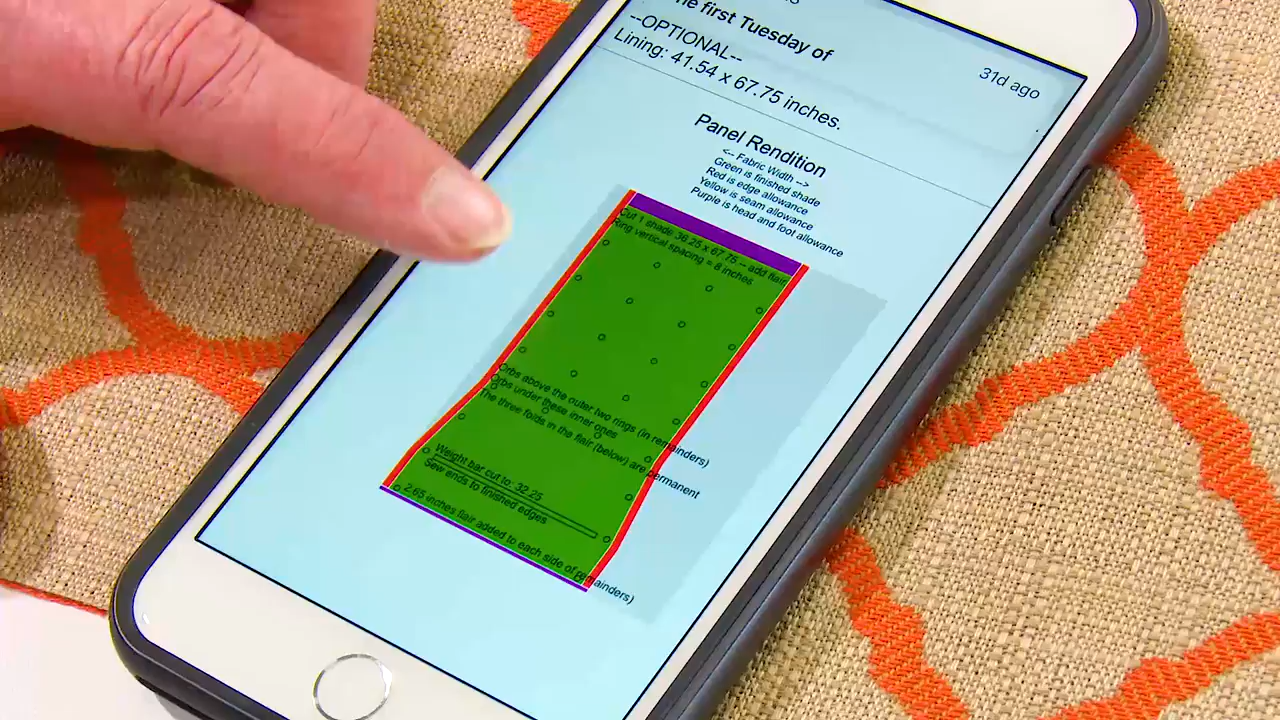 The first Tuesday of
31d ago
--OPTIONAL--
Lining: 41.54 x 67.75 inches.
Panel Rendition
<-- Fabric Width -->
Green is finished shade
Red is edge allowance
Yellow is seam allowance
Purple is head and foot allowance
Cut 1 shade 36.25 x 67.75 -- add flair
Ring vertical spacing = 8 inches
Orbs above the outer two rings (in remainders)
Orbs under these inner ones
The three folds in the flair (below) are permanent
Weight bar cut to: 32.25
Sew ends to finished edges
2.65 inches flair added to each side of remainders)